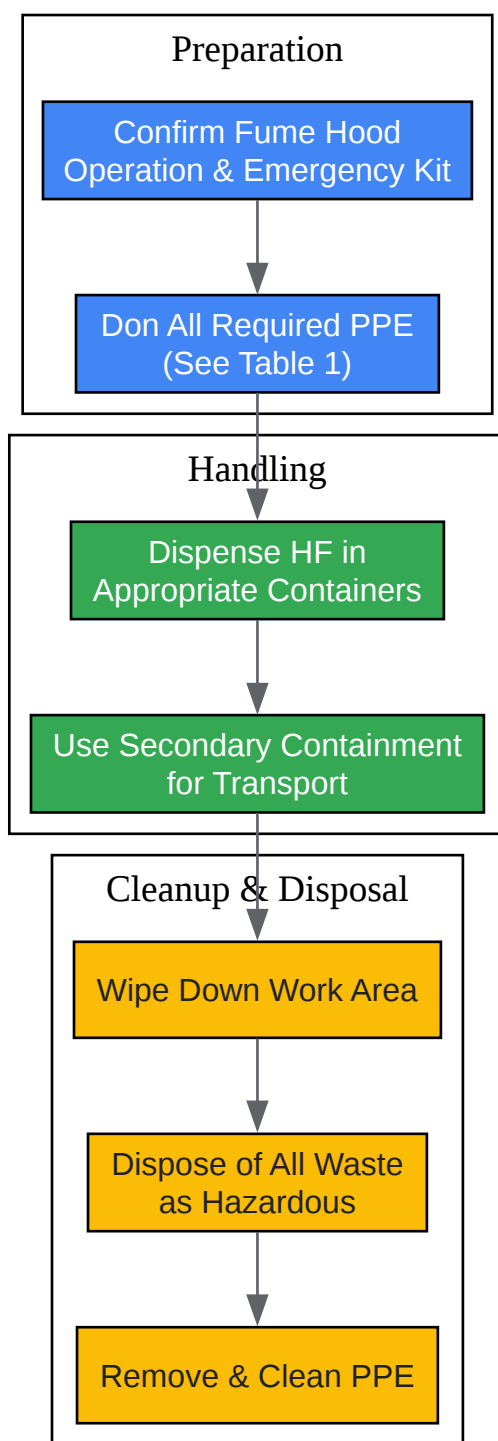 Preparation
Confirm Fume Hood
Operation & Emergency Kit
Don All Required PPE
(See Table 1)
Handling
Dispense HF in
Appropriate Containers
Use Secondary Containment
for Transport
Cleanup & Disposal
Wipe Down Work Area
Dispose of All Waste
as Hazardous
Remove & Clean PPE